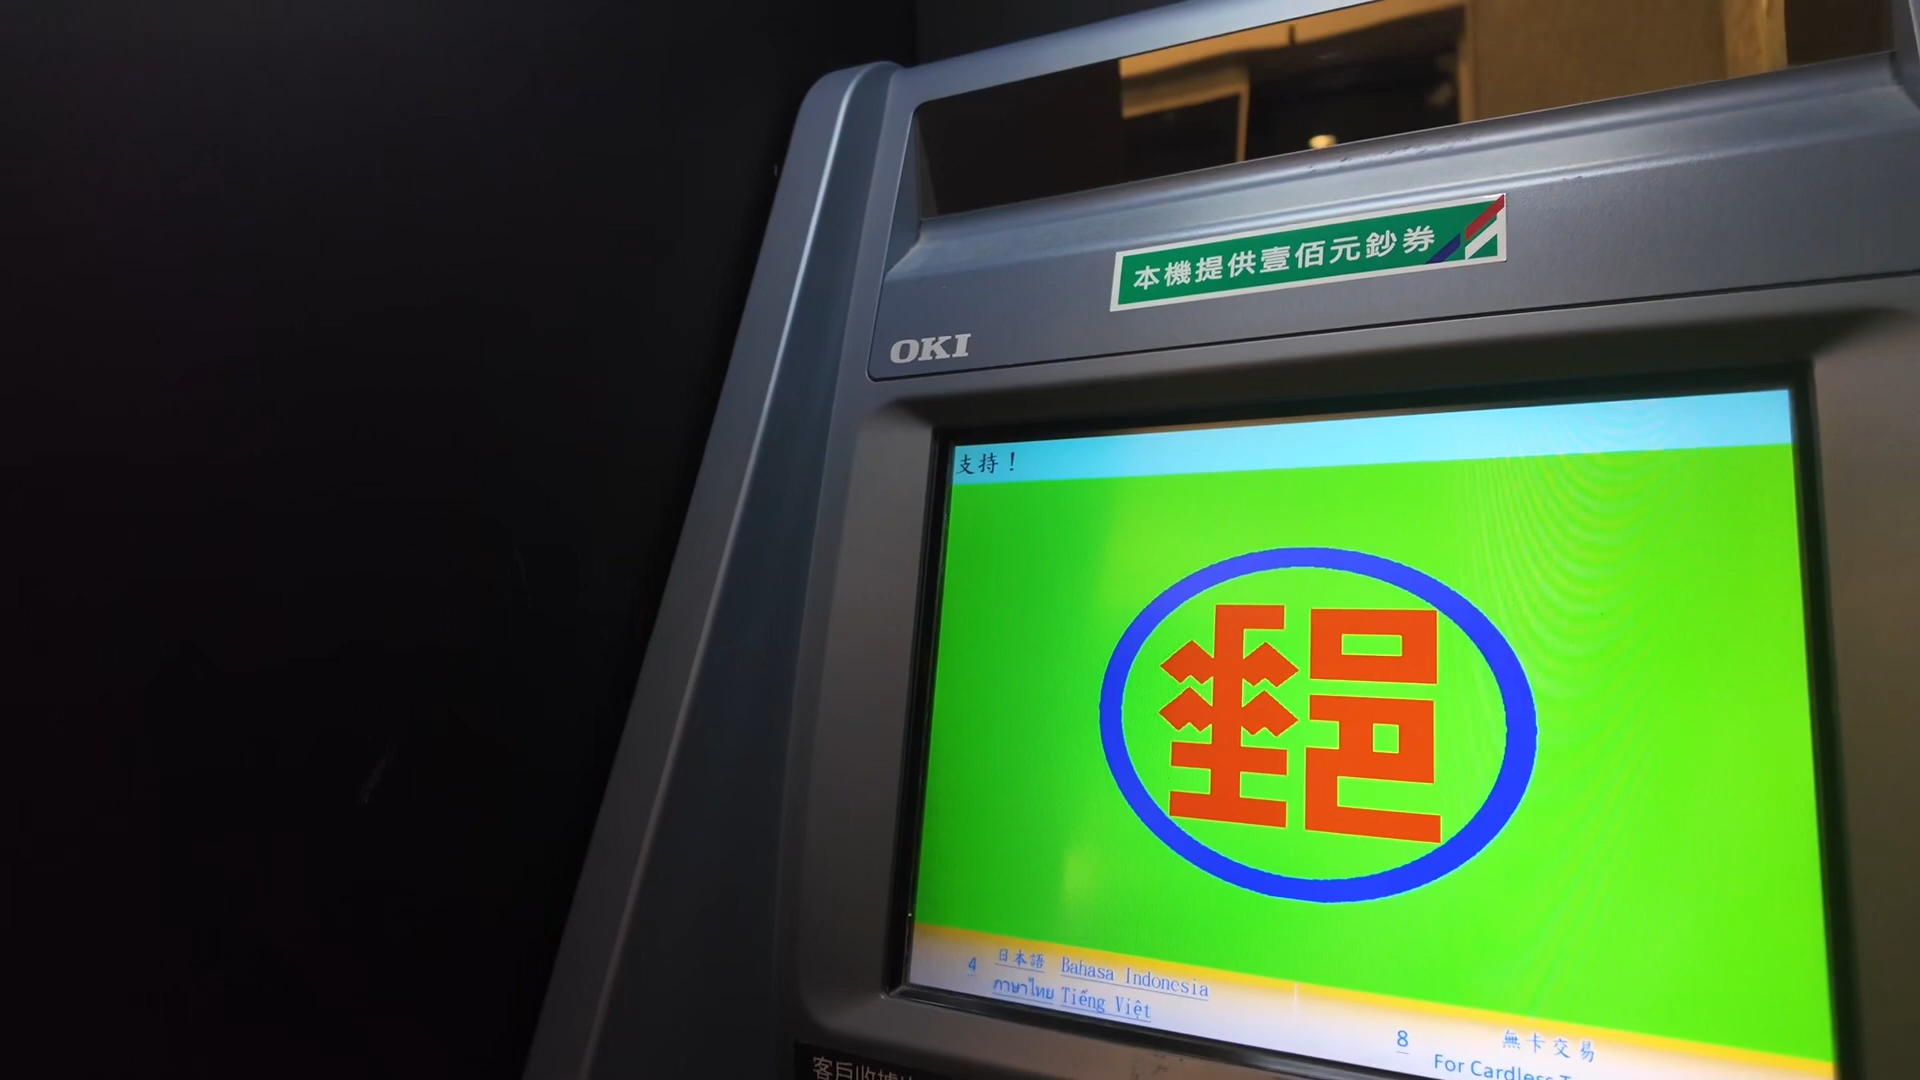 本機提供壹佰元鈔券
OKI
支持！
郵
4 日本語 Bahasa Indonesia
ภาษาไทย Tiếng Việt
8 無卡交易
For Cardless
客戶收據